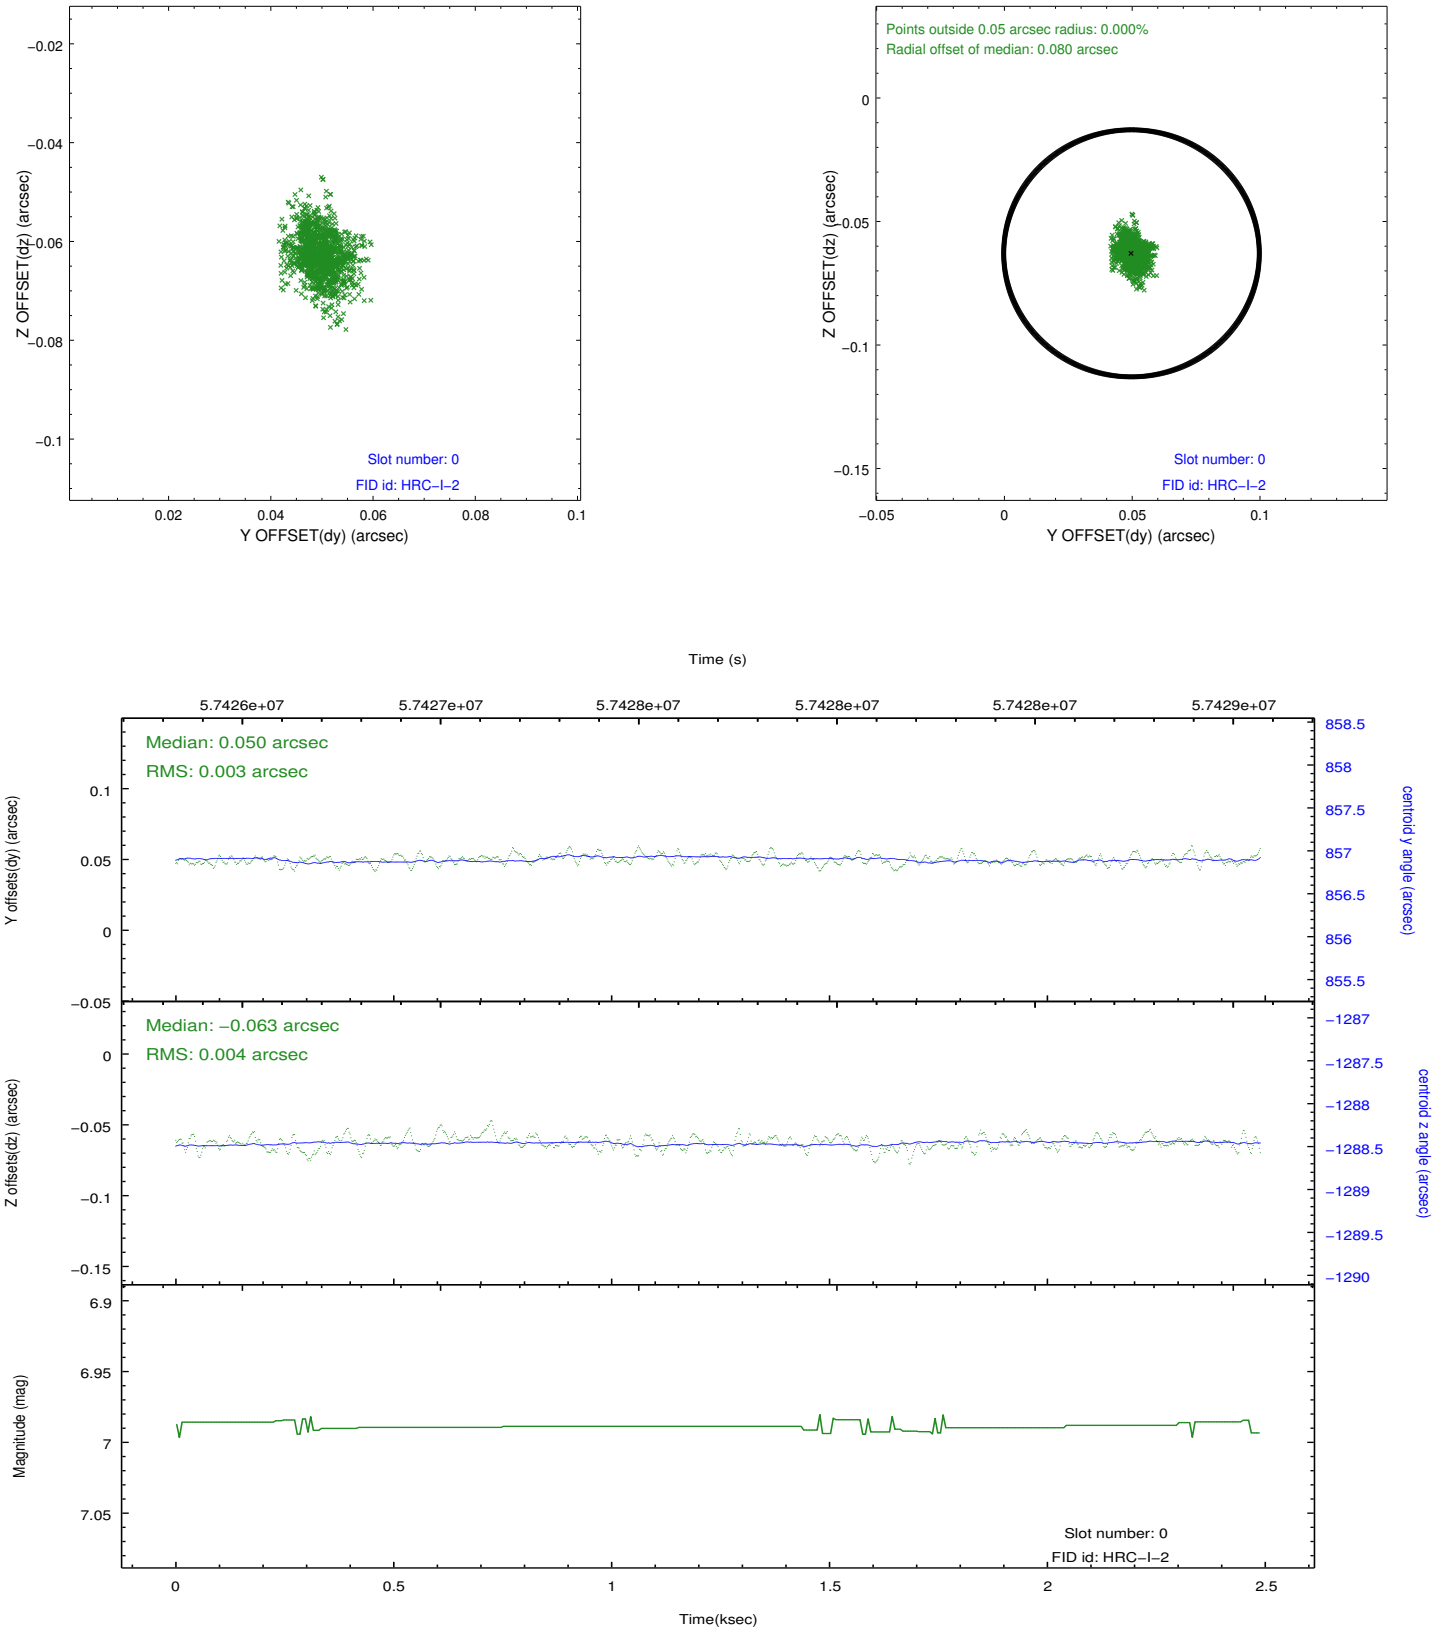 −0.02
−0.04
−0.06
−0.08
−0.1
Z OFFSET(dz) (arcsec)
Slot number: 0
FID id: HRC−I−2
0.02
0.04
0.06
0.08
0.1
Y OFFSET(dy) (arcsec)
Points outside 0.05 arcsec radius: 0.000%
Radial offset of median: 0.080 arcsec
0
−0.05
−0.1
−0.15
Z OFFSET(dz) (arcsec)
Slot number: 0
FID id: HRC−I−2
−0.05
0
0.05
0.1
Y OFFSET(dy) (arcsec)
Time (s)
5.7426e+07
5.7427e+07
5.7428e+07
5.7428e+07
5.7428e+07
5.7429e+07
Median: 0.050 arcsec
RMS: 0.003 arcsec
0.1
0.05
0
−0.05
Y offsets(dy) (arcsec)
858.5
858
857.5
857
856.5
856
855.5
centroid y angle (arcsec)
Median: −0.063 arcsec
RMS: 0.004 arcsec
0
−0.05
−0.1
−0.15
Z offsets(dz) (arcsec)
−1287
−1287.5
−1288
−1288.5
−1289
−1289.5
−1290
centroid z angle (arcsec)
6.9
6.95
7
7.05
Magnitude (mag)
Slot number: 0
FID id: HRC−I−2
0
0.5
1
1.5
2
2.5
Time(ksec)